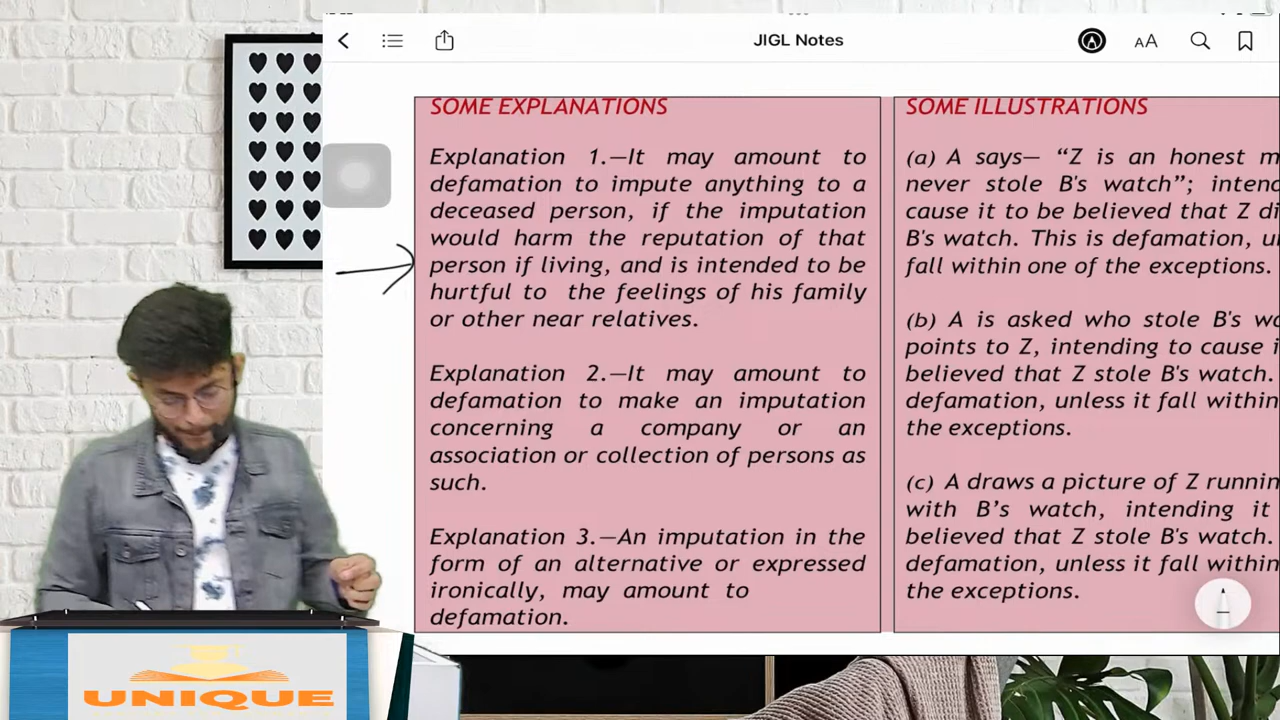 JIGL Notes
AA
SOME EXPLANATIONS
Explanation 1.—It may amount to
defamation to impute anything to a
deceased person, if the imputation
would harm the reputation of that
person if living, and is intended to be
hurtful to the feelings of his family
or other near relatives.
Explanation 2.—It may amount to
defamation to make an imputation
concerning a company or an
association or collection of persons as
such.
Explanation 3.—An imputation in the
form of an alternative or expressed
ironically, may amount to
defamation.
SOME ILLUSTRATIONS
(a) A says— “Z is an honest m
never stole B's watch”; intend
cause it to be believed that Z di
B's watch. This is defamation, u
fall within one of the exceptions.
(b) A is asked who stole B's wa
points to Z, intending to cause i
believed that Z stole B's watch.
defamation, unless it fall within
the exceptions.
(c) A draws a picture of Z runnin
with B’s watch, intending it
believed that Z stole B's watch.
defamation, unless it fall within
the exceptions.
UNIQUE